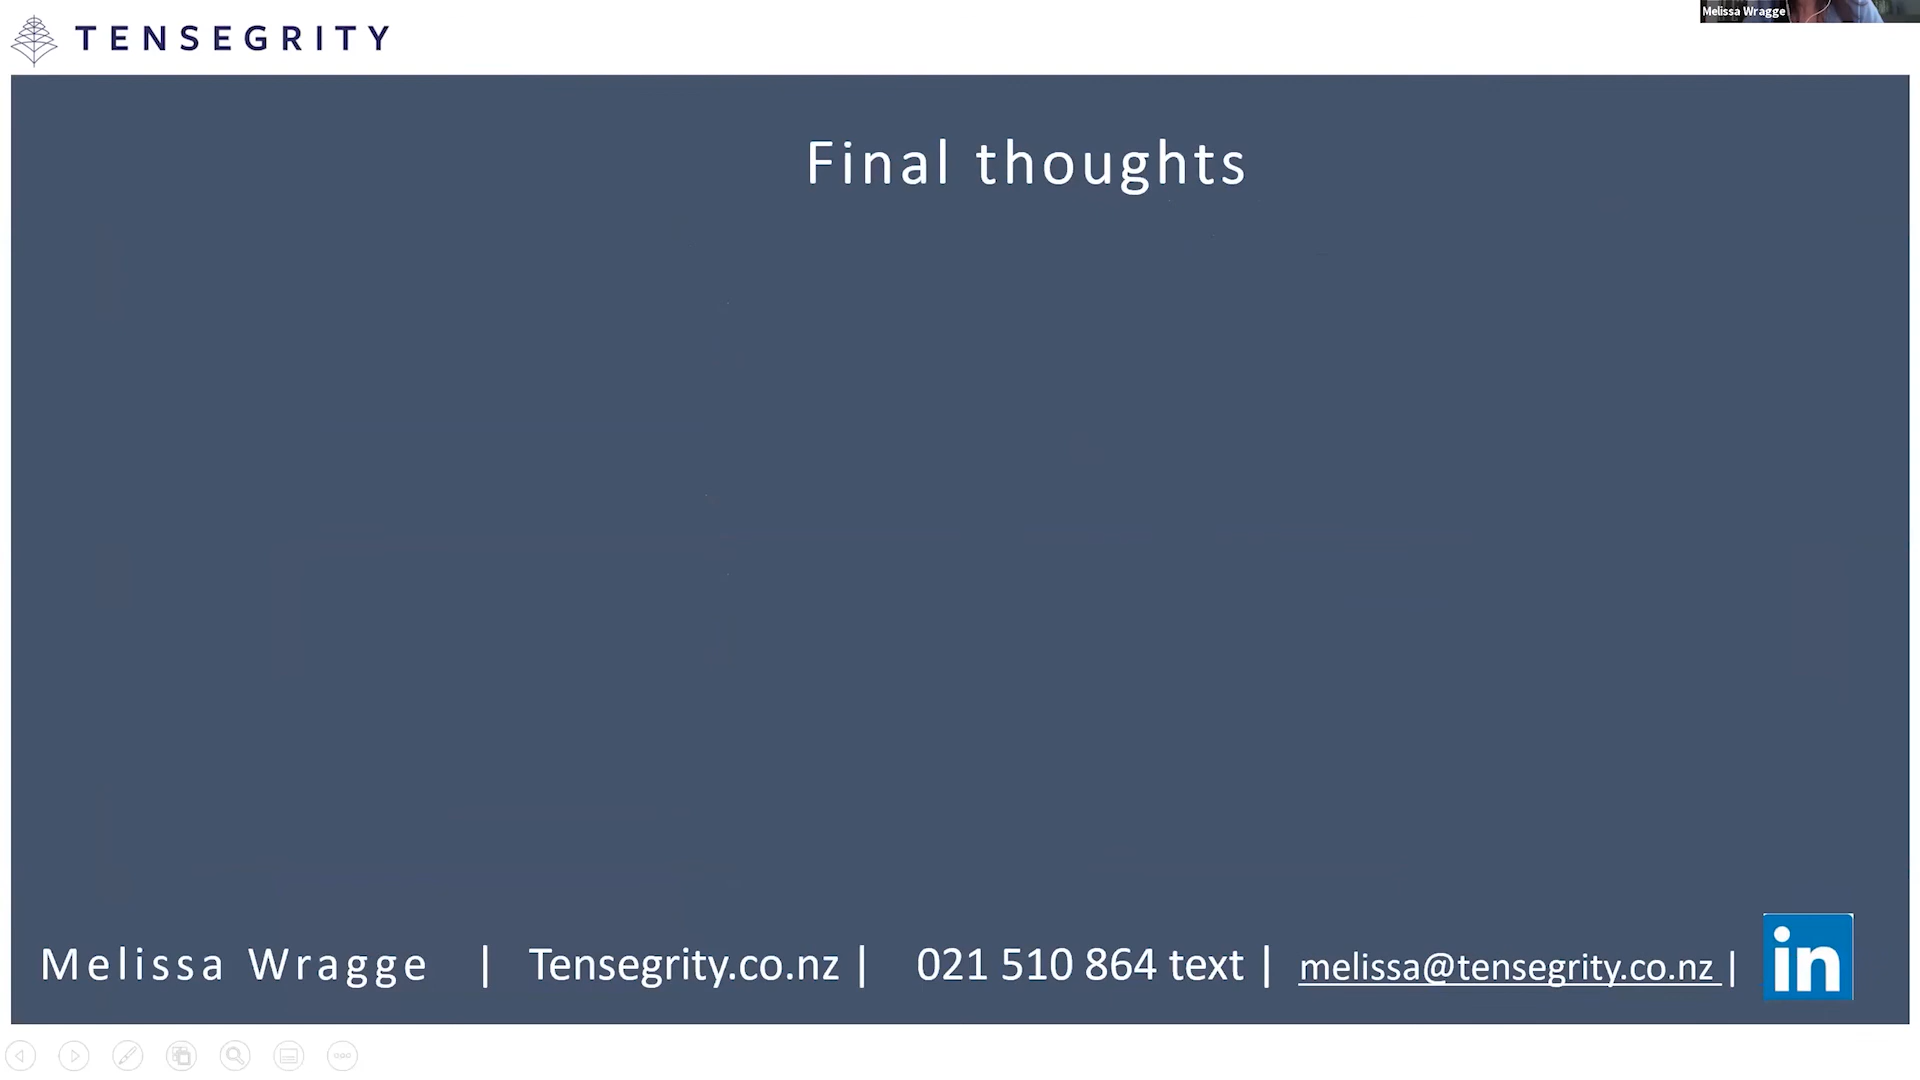 TENSEGRITY
Melissa Wragge
Final thoughts
Melissa Wragge | Tensegrity.co.nz | 021 510 864 text | melissa@tensegrity.co.nz | in